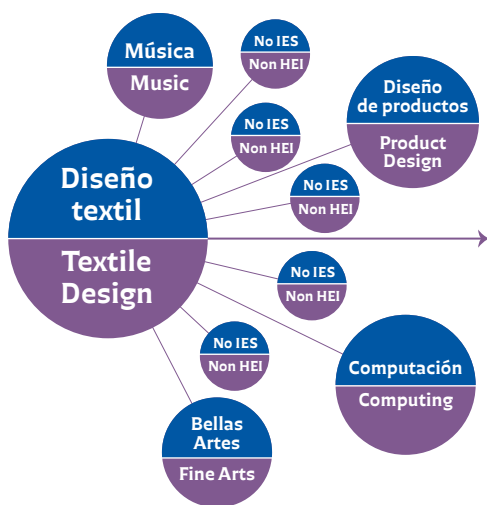 Música
Music
No IES
Non HEI
Diseño
de productos
Product
Design
No IES
Non HEI
Diseño
textil
Textile
Design
No IES
Non HEI
No IES
Non HEI
No IES
Non HEI
Computación
Computing
Bellas
Artes
Fine Arts